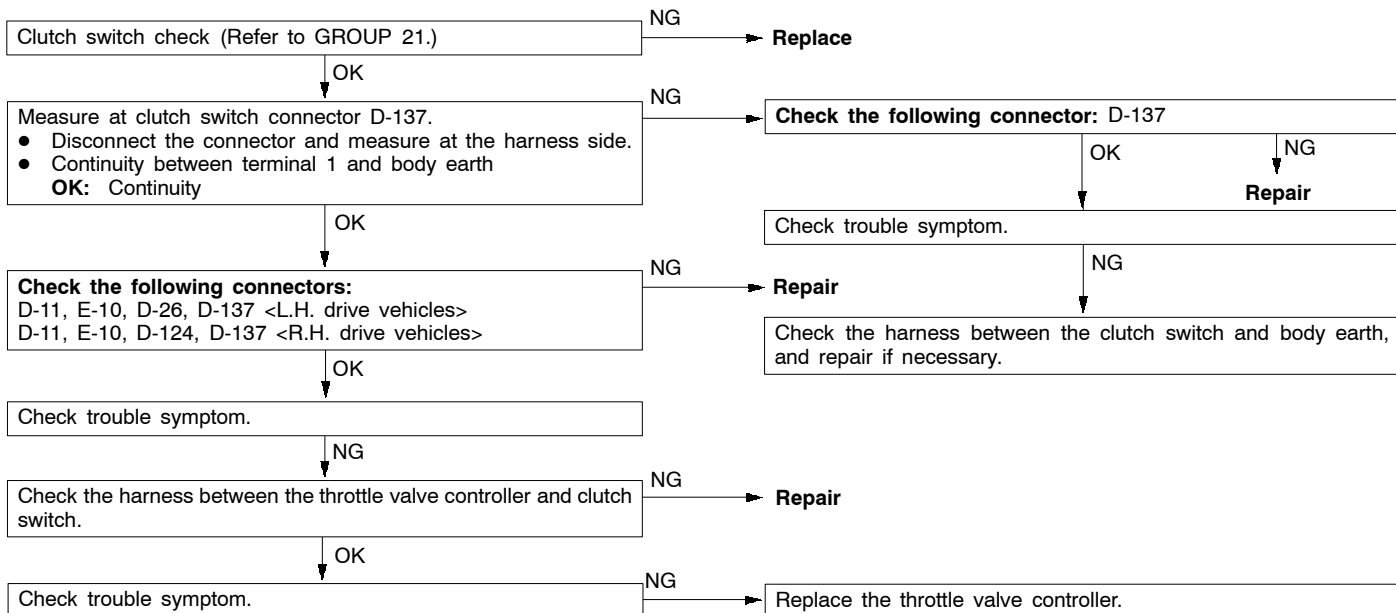 Clutch switch check (Refer to GROUP 21.)
NG
Replace
OK
Measure at clutch switch connector D-137.
● Disconnect the connector and measure at the harness side.
● Continuity between terminal 1 and body earth
OK: Continuity
NG
Check the following connector: D-137
OK
NG
Repair
Check trouble symptom.
NG
Check the harness between the clutch switch and body earth,
and repair if necessary.
OK
Check the following connectors:
D-11, E-10, D-26, D-137 <L.H. drive vehicles>
D-11, E-10, D-124, D-137 <R.H. drive vehicles>
NG
Repair
OK
Check trouble symptom.
NG
Check the harness between the throttle valve controller and clutch
switch.
NG
Repair
OK
Check trouble symptom.
NG
Replace the throttle valve controller.